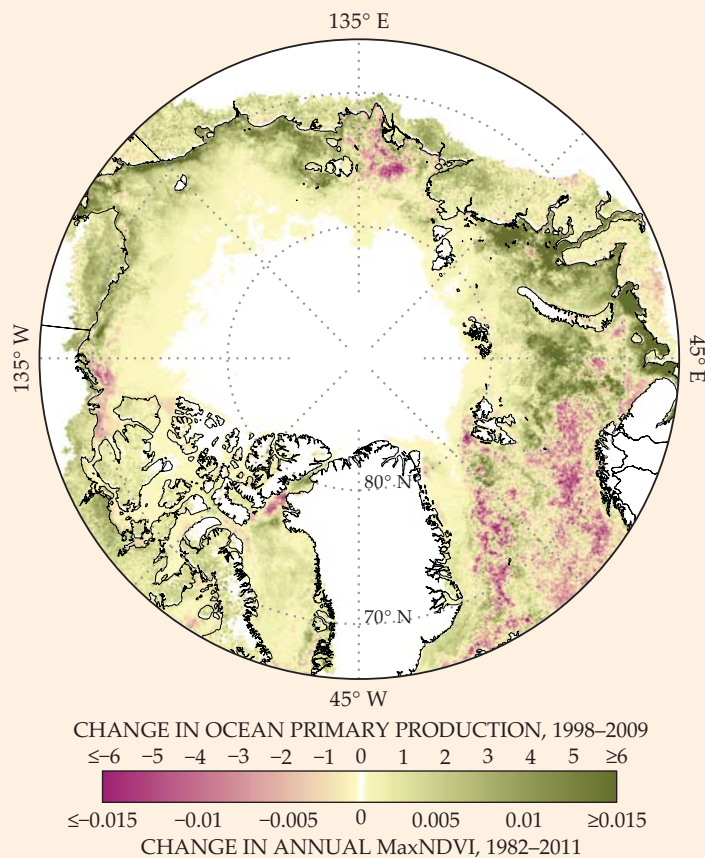 135° E
135° W
45° E
80° N
70° N
45° W
CHANGE IN OCEAN PRIMARY PRODUCTION, 1998–2009
≤−6 −5 −4 −3 −2 −1 0 1 2 3 4 5 ≥6
≤−0.015 −0.01 −0.005 0 0.005 0.01 ≥0.015
CHANGE IN ANNUAL MaxNDVI, 1982–2011